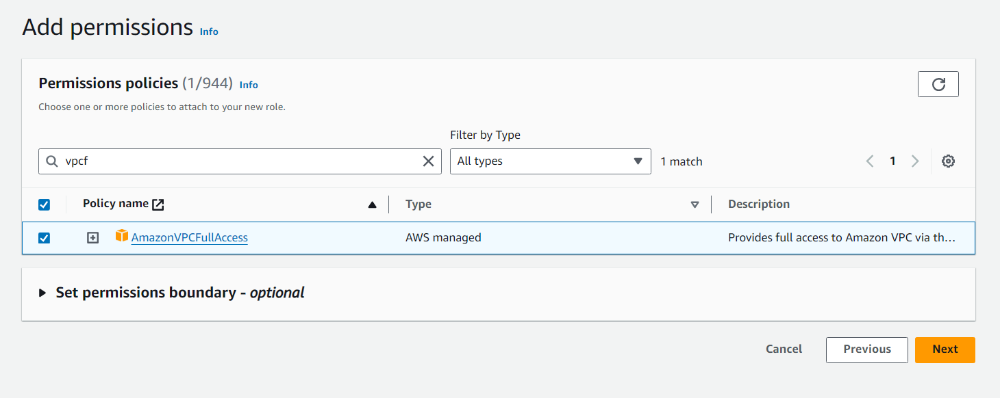 Add permissions Info
Permissions policies (1/944) Info
Choose one or more policies to attach to your new role.
Filter by Type
vpcf All types 1 match 1
Policy name Type Description
AmazonVPCFullAccess AWS managed Provides full access to Amazon VPC via th...
Set permissions boundary - optional
Cancel Previous Next